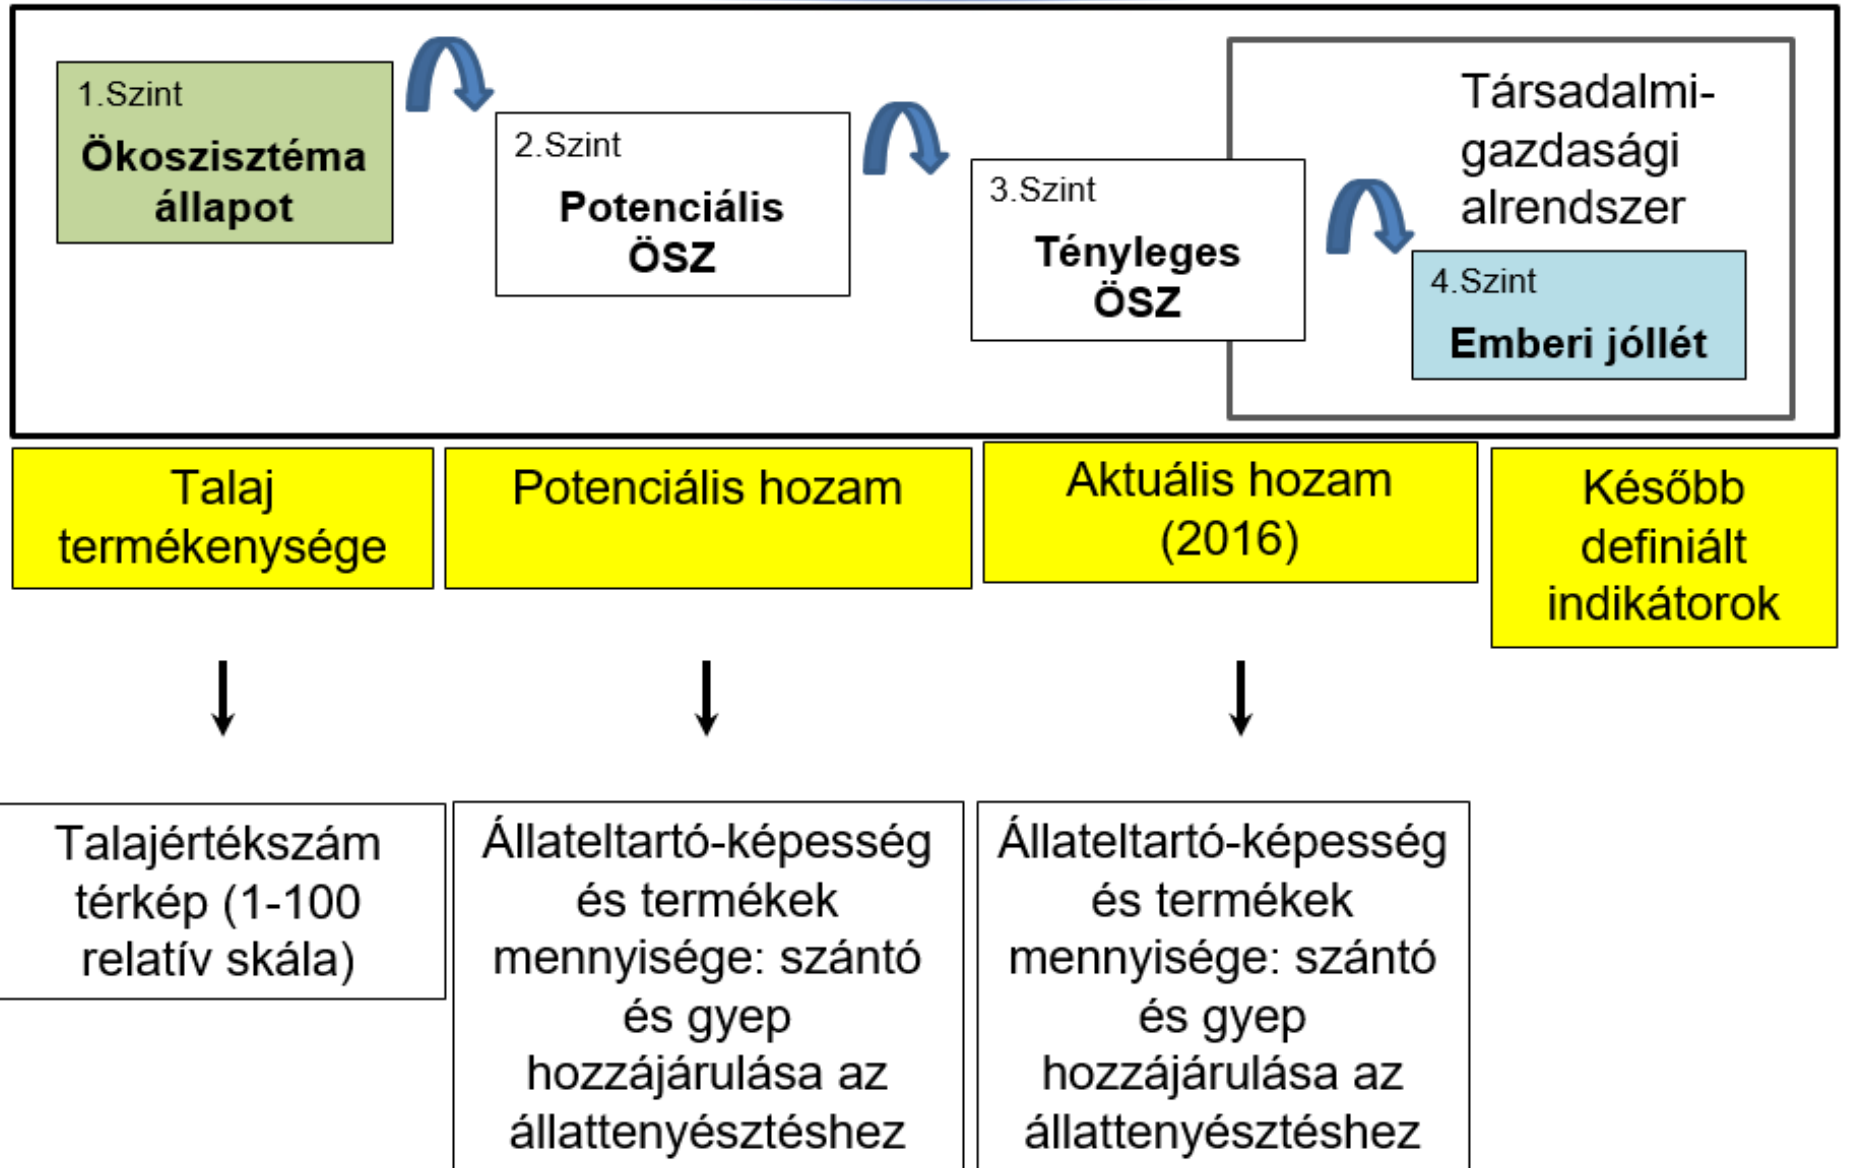 1.Szint
Ökoszisztéma
állapot
2.Szint
Potenciális
ÖSZ
3.Szint
Tényleges
ÖSZ
Társadalmi-
gazdasági
alrendszer
4.Szint
Emberi jóllét
Talaj
termékenysége
Potenciális hozam
Aktuális hozam
(2016)
Később
definiált
indikátorok
Talajértékszám
térkép (1-100
relatív skála)
Állateltartó-képesség
és termékek
mennyisége: szántó
és gyep
hozzájárulása az
állattenyésztéshez
Állateltartó-képesség
és termékek
mennyisége: szántó
és gyep
hozzájárulása az
állattenyésztéshez